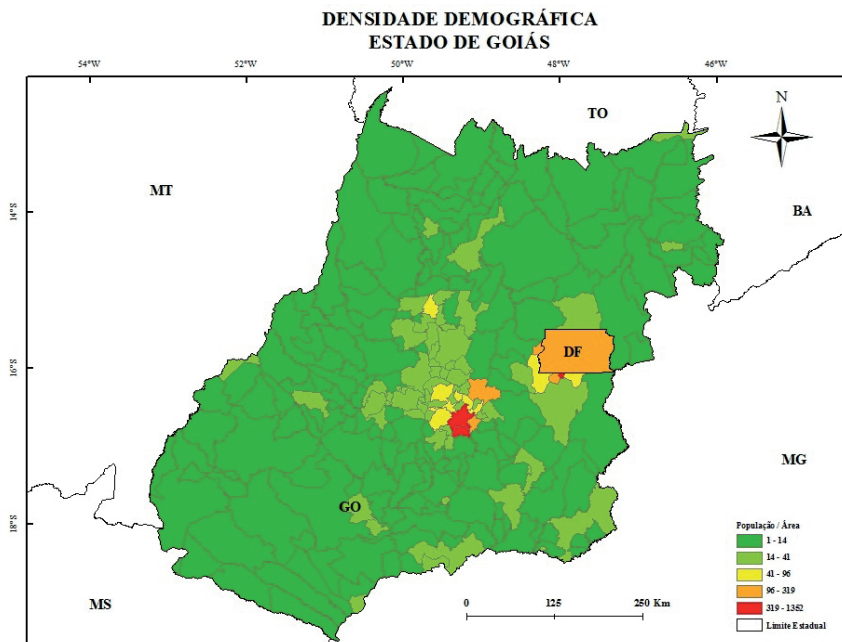 DENSIDADE DEMOGRÁFICA
ESTADO DE GOIÁS
54°W 52°W 50°W 48°W 46°W
TO
N
MT
14°S
BA
DF
16°S
MG
GO
18°S
MS
População / Área
1 - 14
14 - 41
41 - 96
96 - 319
319 - 1352
Limite Estadual
0 125 250 Km